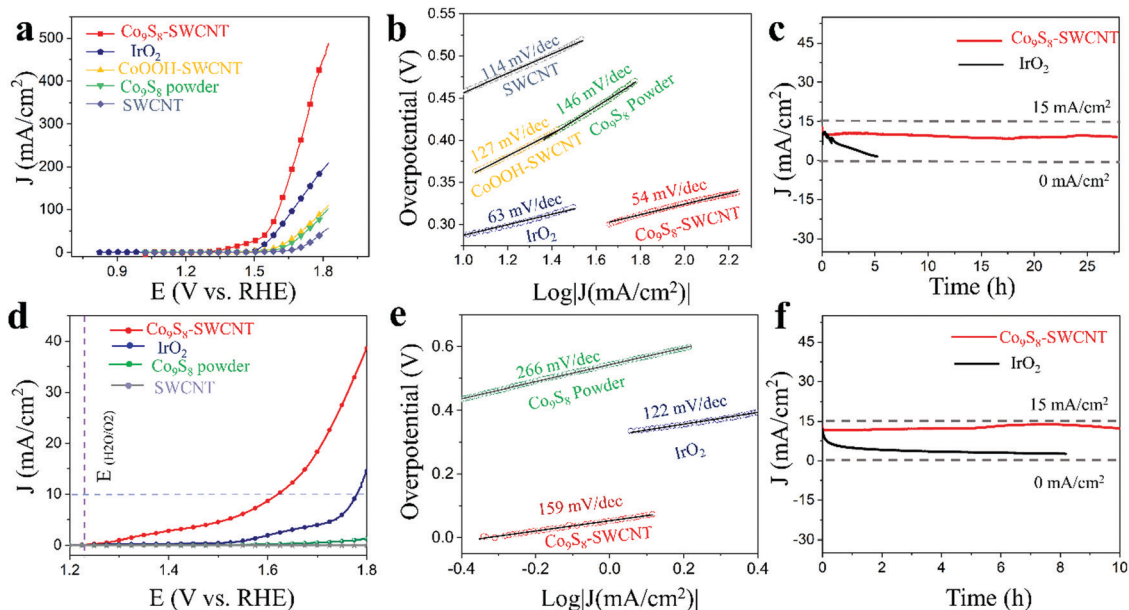 a
Co₉S₈-SWCNT
IrO₂
CoOOH-SWCNT
Co₉S₈ powder
SWCNT
500
400
300
200
100
0
J (mA/cm²)
0.9
1.2
1.5
1.8
E (V vs. RHE)
b
114 mV/dec
SWCNT
146 mV/dec
Co₉S₈ Powder
127 mV/dec
CoOOH-SWCNT
63 mV/dec
IrO₂
54 mV/dec
Co₉S₈-SWCNT
0.55
0.50
0.45
0.40
0.35
0.30
Overpotential (V)
1.0
1.2
1.4
1.6
1.8
2.0
2.2
Log|J(mA/cm²)|
c
Co₉S₈-SWCNT
IrO₂
15 mA/cm²
0 mA/cm²
45
30
15
0
-15
-30
J (mA/cm²)
0
5
10
15
20
25
Time (h)
d
Co₉S₈-SWCNT
IrO₂
Co₉S₈ powder
SWCNT
E (H2O/O2)
40
30
20
10
0
J (mA/cm²)
1.2
1.4
1.6
1.8
E (V vs. RHE)
e
266 mV/dec
Co₉S₈ Powder
122 mV/dec
IrO₂
159 mV/dec
Co₉S₈-SWCNT
0.6
0.4
0.2
0.0
Overpotential (V)
-0.4
-0.2
0.0
0.2
0.4
Log|J(mA/cm²)|
f
Co₉S₈-SWCNT
IrO₂
15 mA/cm²
0 mA/cm²
45
30
15
0
-15
-30
J (mA/cm²)
0
2
4
6
8
10
Time (h)